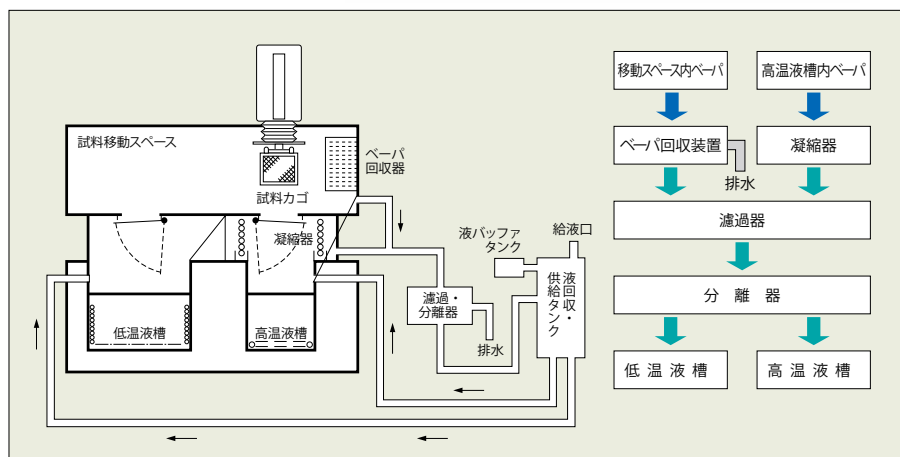 試料移動スペース
ベーパ
回収器
試料カゴ
凝縮器
液バッファ
タンク
給液口
液回収・
供給タンク
濾過・
分離器
排水
低温液槽
高温液槽
移動スペース内ベーパ
高温液槽内ベーパ
ベーパ回収装置
凝縮器
排水
濾過器
分離器
低温液槽
高温液槽